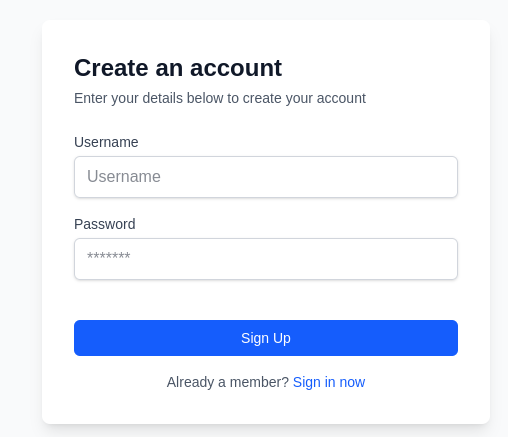 Create an account
Enter your details below to create your account
Username
Username
Password
*******
Sign Up
Already a member? Sign in now